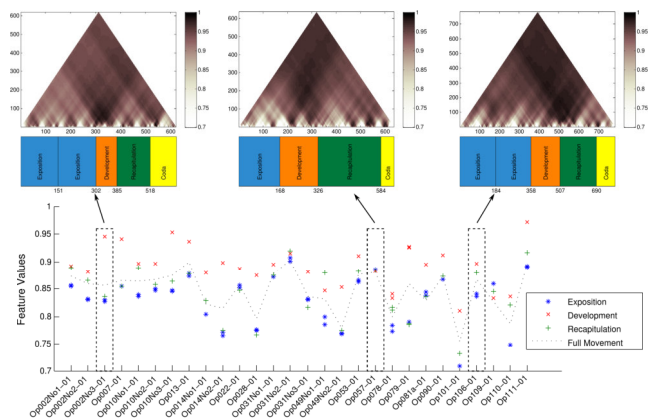 600
500
400
300
200
100
100 200 300 400 500 600
1
0.95
0.9
0.85
0.8
0.75
0.7
600
500
400
300
200
100
100 200 300 400 500 600
1
0.95
0.9
0.85
0.8
0.75
0.7
700
600
500
400
300
200
100
100 200 300 400 500 600 700
1
0.95
0.9
0.85
0.8
0.75
0.7
Exposition Exposition Development Recapitulation Coda
151 302 385 518
Exposition Development Recapitulation Coda
168 326 584
Exposition Exposition Development Recapitulation Coda
184 358 507 690
Feature Values
1
0.95
0.9
0.85
0.8
0.75
0.7
Exposition
Development
Recapitulation
Full Movement
Op002No1-01
Op002No2-01
Op002No3-01
Op007-01
Op010No1-01
Op010No2-01
Op010No3-01
Op013-01
Op014No1-01
Op014No2-01
Op022-01
Op028-01
Op031No1-01
Op031No2-01
Op031No3-01
Op049No1-01
Op049No2-01
Op053-01
Op057-01
Op078-01
Op079-01
Op081a-01
Op090-01
Op101-01
Op106-01
Op109-01
Op110-01
Op111-01